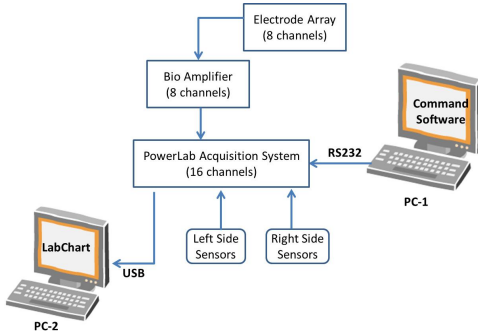 Electrode Array
(8 channels)
Bio Amplifier
(8 channels)
Command
Software
PowerLab Acquisition System
(16 channels)
RS232
PC-1
Left Side
Sensors
Right Side
Sensors
LabChart
USB
PC-2